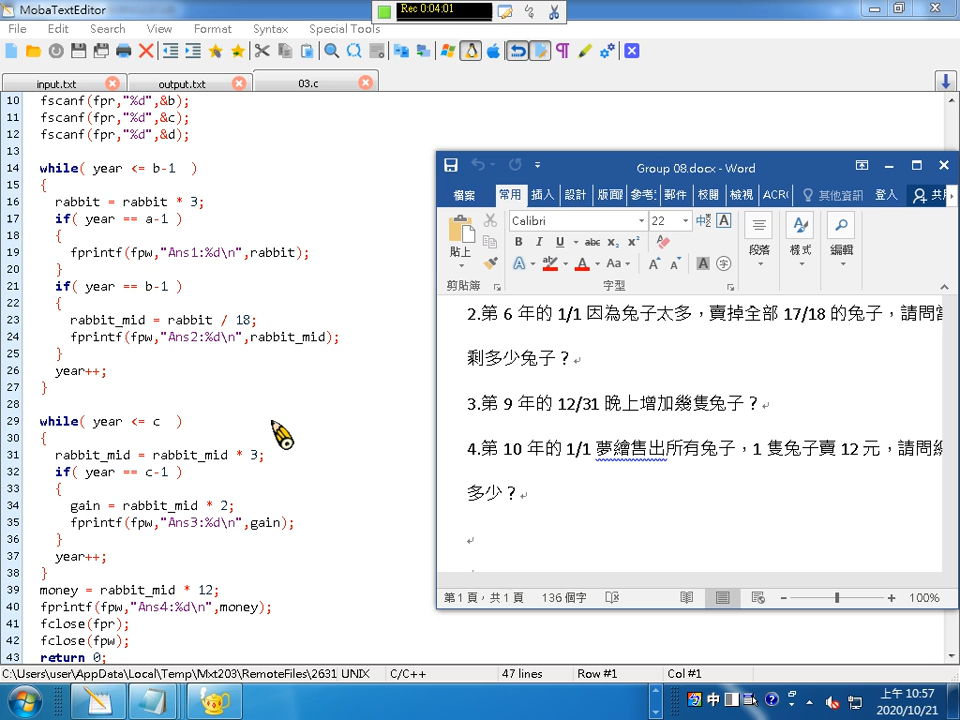 MobaTextEditor
Rec 0:04:01
File Edit Search View Format Syntax Special Tools
input.txt output.txt 03.c
10 fscanf(fpr,"%d",&b);
11 fscanf(fpr,"%d",&c);
12 fscanf(fpr,"%d",&d);
13
14 while( year <= b-1 )
15 {
16 rabbit = rabbit * 3;
17 if( year == a-1 )
18 {
19 fprintf(fpw,"Ans1:%d\n",rabbit);
20 }
21 if( year == b-1 )
22 {
23 rabbit_mid = rabbit / 18;
24 fprintf(fpw,"Ans2:%d\n",rabbit_mid);
25 }
26 year++;
27 }
28
29 while( year <= c )
30 {
31 rabbit_mid = rabbit_mid * 3;
32 if( year == c-1 )
33 {
34 gain = rabbit_mid * 2;
35 fprintf(fpw,"Ans3:%d\n",gain);
36 }
37 year++;
38 }
39 money = rabbit_mid * 12;
40 fprintf(fpw,"Ans4:%d\n",money);
41 fclose(fpr);
42 fclose(fpw);
43 return 0;
Group 08.docx - Word
檔案 常用 插入 設計 版面 參考 郵件 校閱 檢視 ACRO 其他資訊 登入 共用
貼上 Calibri 22 段落 樣式 編輯
B I U abc X₂ X²
剪貼簿 字型
2.第 6 年的 1/1 因為兔子太多，賣掉全部 17/18 的兔子，請問
剩多少兔子？
3.第 9 年的 12/31 晚上增加幾隻兔子？
4.第 10 年的 1/1 夢繪售出所有兔子，1 隻兔子賣 12 元，請問
多少？
第 1 頁，共 1 頁 136 個字 100%
C:\Users\user\AppData\Local\Temp\Mxt203\RemoteFiles\2631 UNIX C/C++ 47 lines Row #1 Col #1
中 上午 10:57
2020/10/21